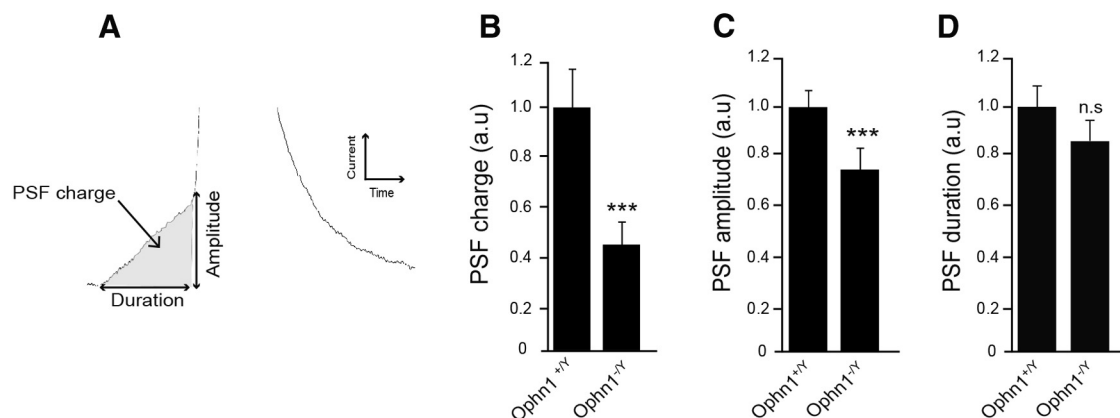 A
PSF charge
Amplitude
Duration
Current
Time
B
PSF charge (a.u)
1.2
1.0
0.8
0.6
0.4
0.2
0
***
Ophn1 +/Y
Ophn1-/Y
C
PSF amplitude (a.u)
1.2
1.0
0.8
0.6
0.4
0.2
0
***
Ophn1+/Y
Ophn1-/Y
D
PSF duration (a.u)
1.2
1.0
0.8
0.6
0.4
0.2
0
n.s
Ophn1+/Y
Ophn1-/Y